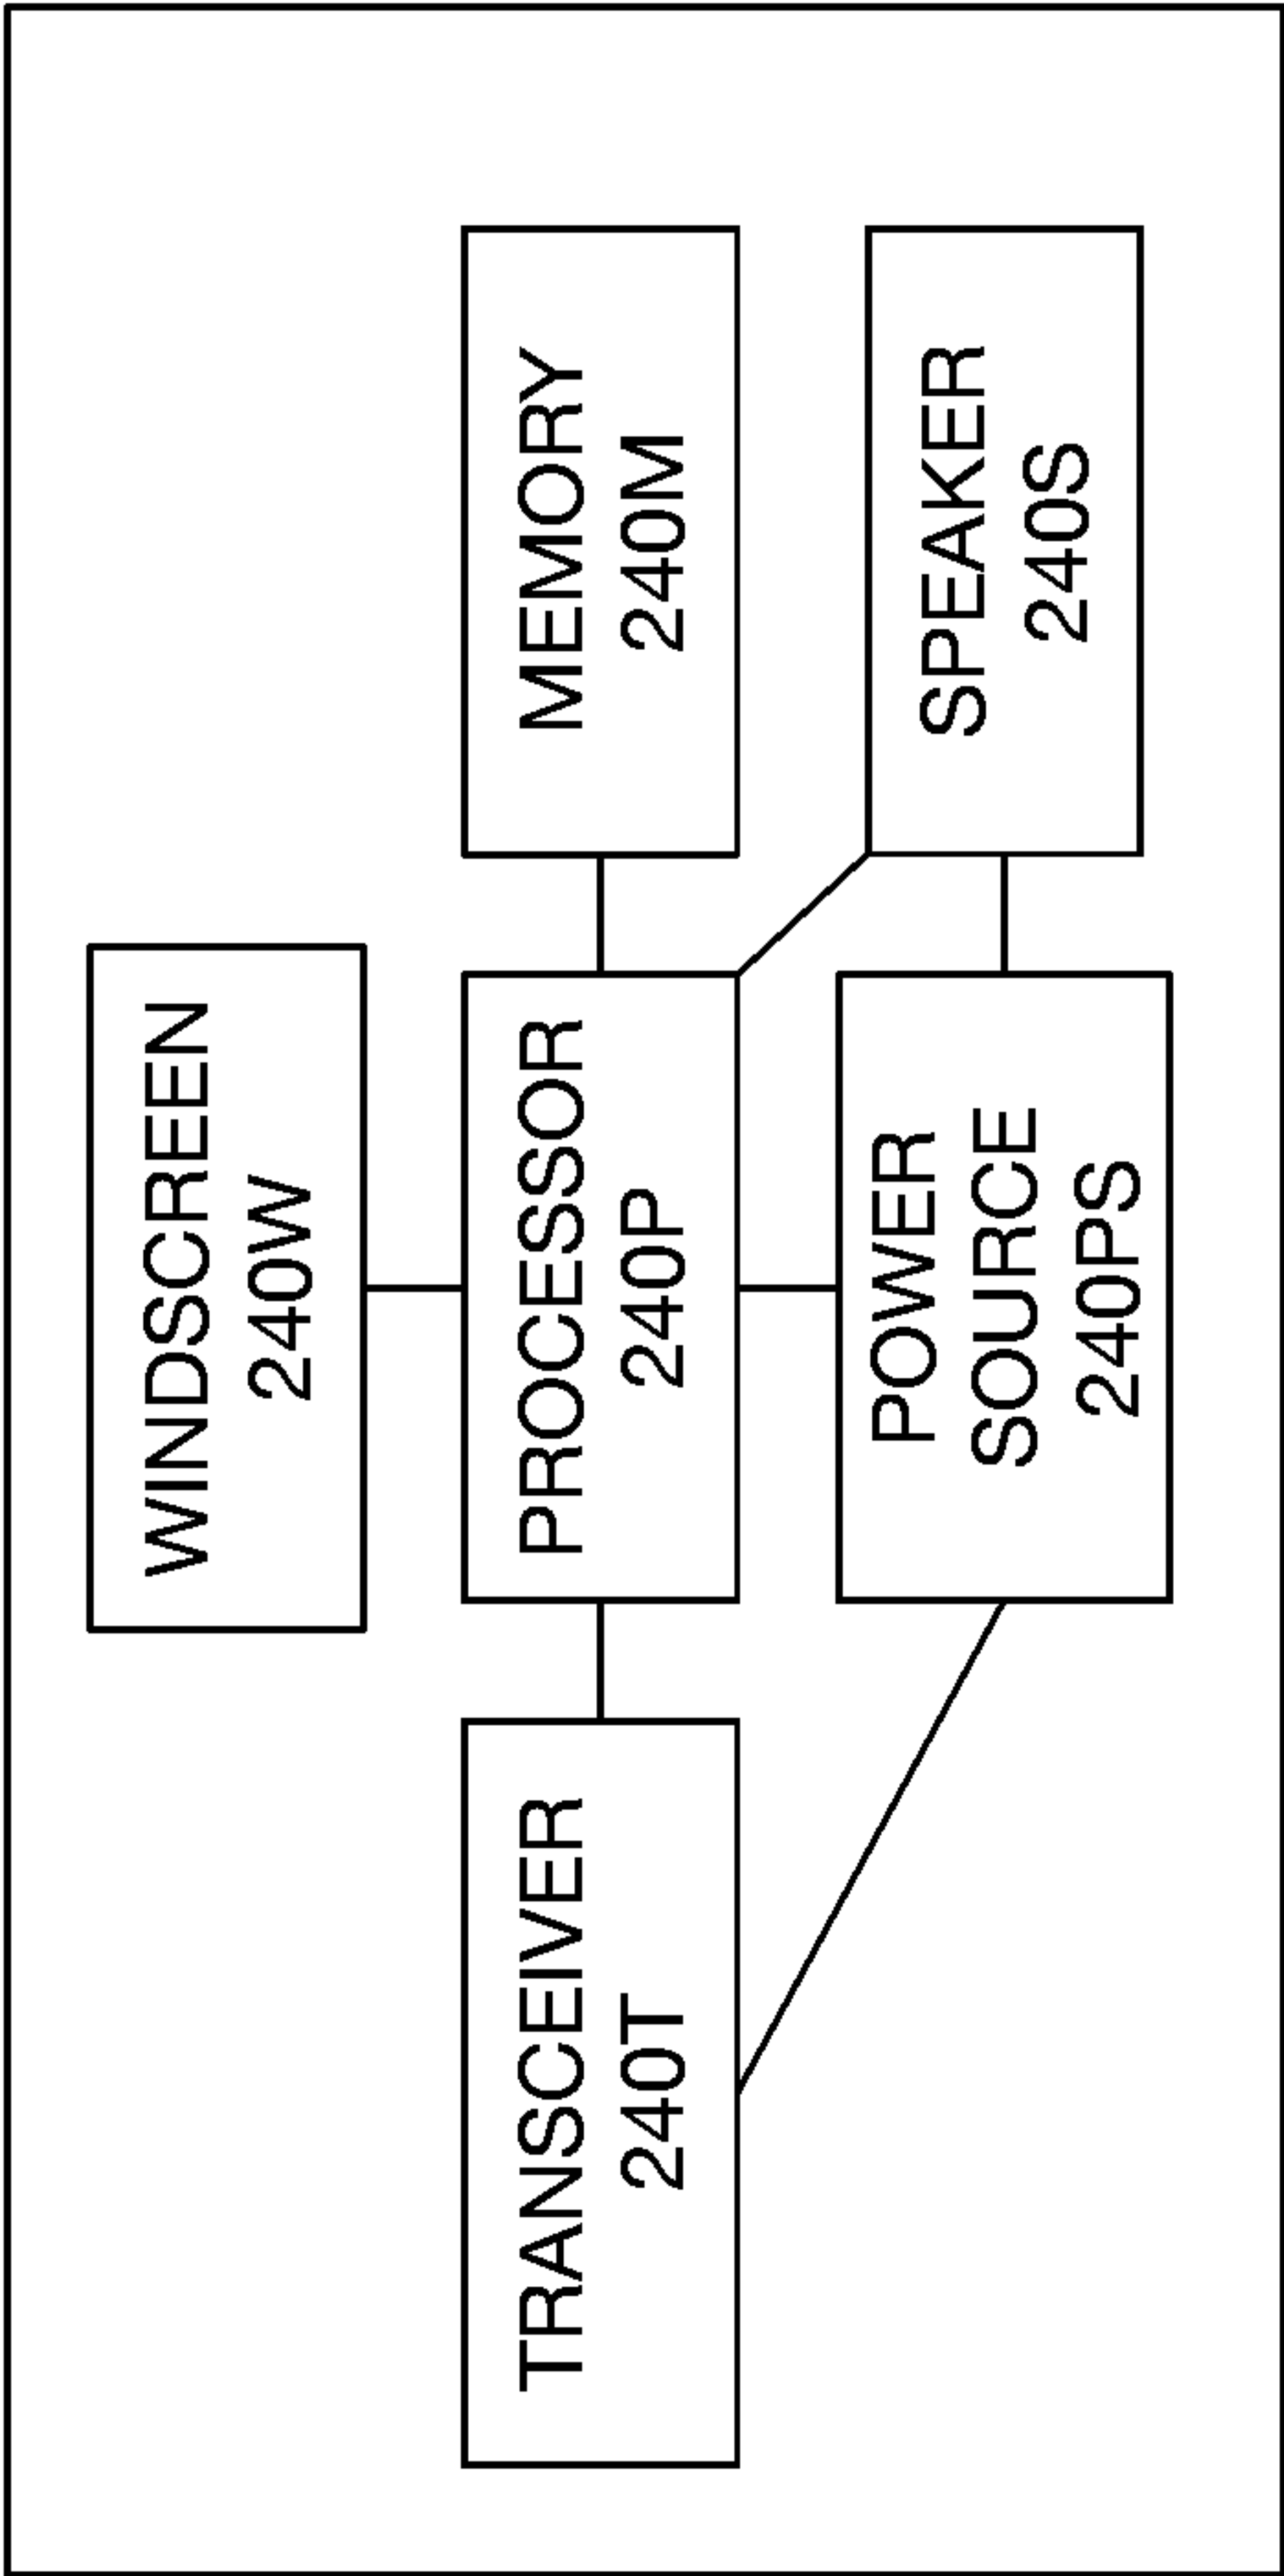 WINDSCREEN
240W
TRANSCEIVER
240T
PROCESSOR
240P
MEMORY
240M
POWER
SOURCE
240PS
SPEAKER
240S